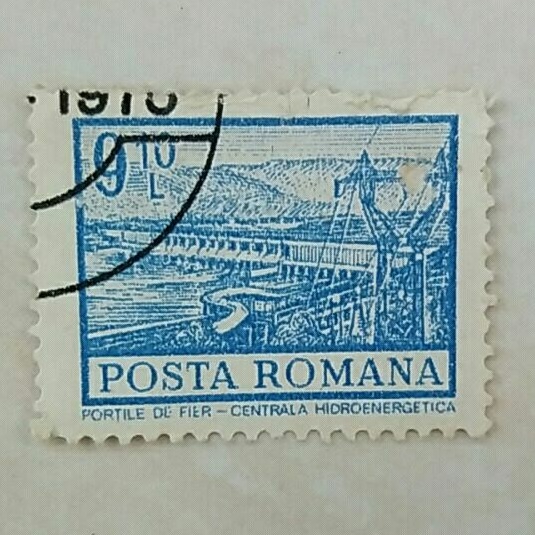 9 10
L
POSTA ROMANA
PORTILE DE FIER – CENTRALA HIDROENERGETICA